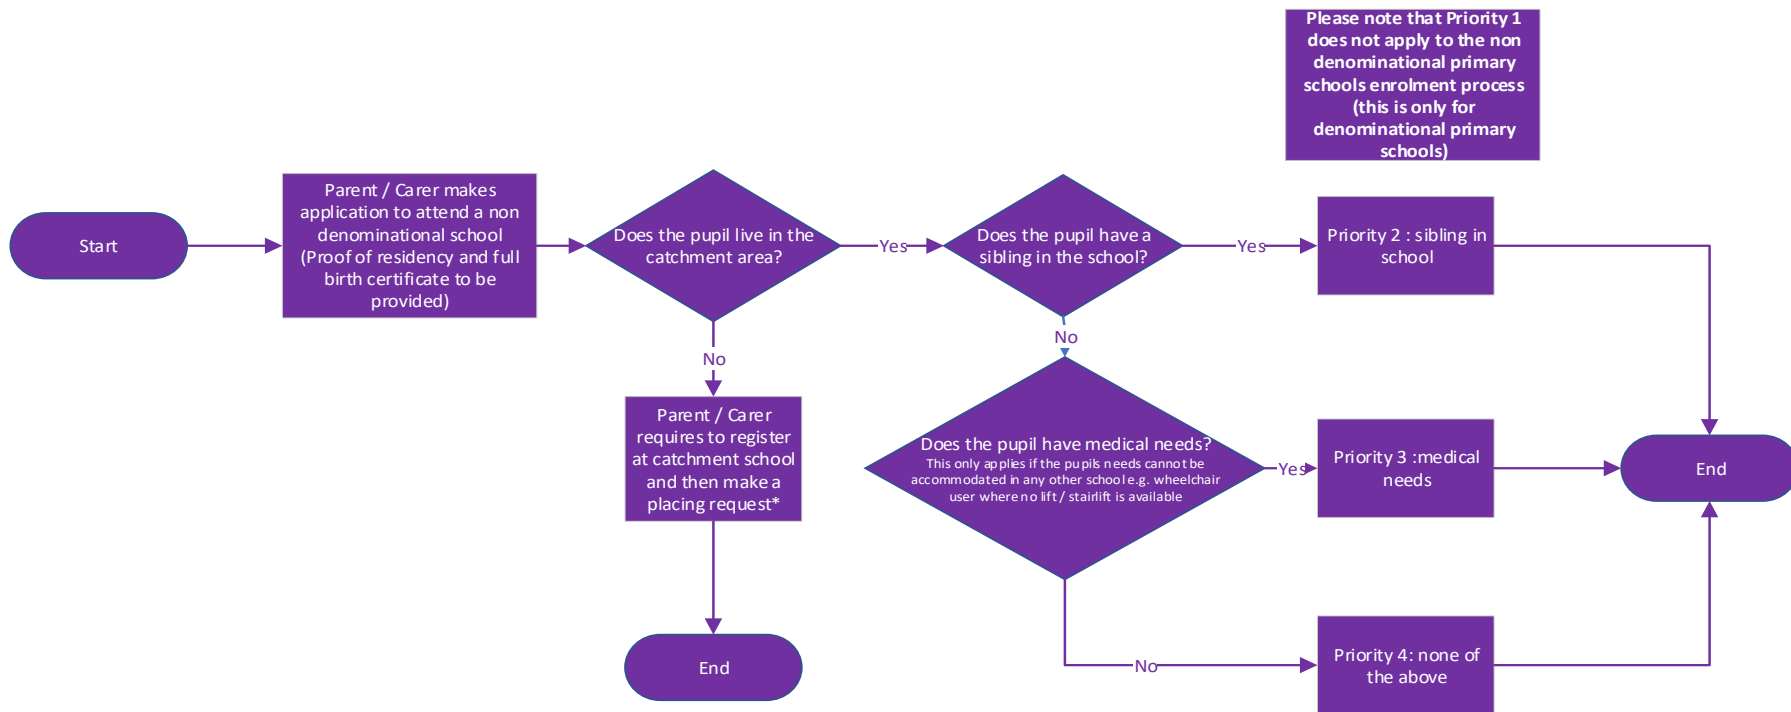 Please note that Priority 1
does not apply to the non
denominational primary
schools enrolment process
(this is only for
denominational primary
schools)
Start
Parent / Carer makes
application to attend a non
denominational school
(Proof of residency and full
birth certificate to be
provided)
Does the pupil live in the
catchment area?
Yes
Does the pupil have a
sibling in the school?
Yes
Priority 2 : sibling in
school
No
Parent / Carer
requires to register
at catchment school
and then make a
placing request*
End
No
Does the pupil have medical needs?
This only applies if the pupils needs cannot be
accommodated in any other school e.g. wheelchair
user where no lift / stairlift is available
Yes
Priority 3 :medical
needs
End
No
Priority 4: none of
the above